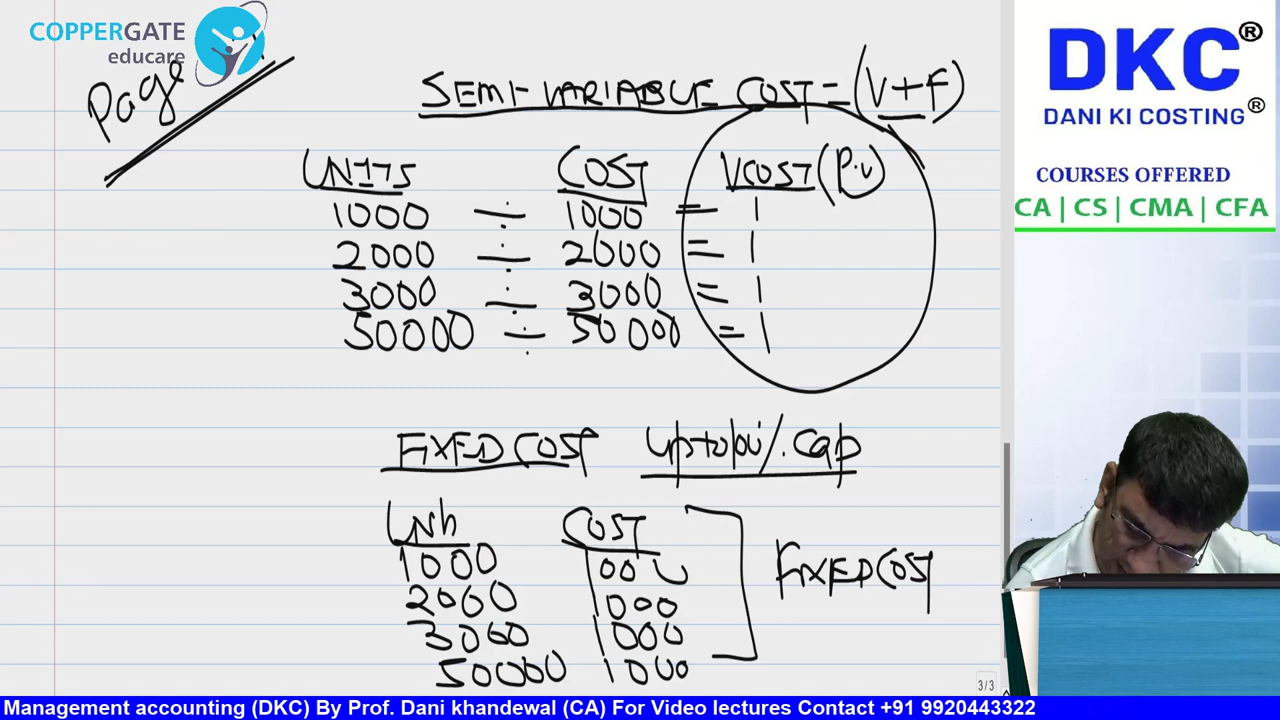 COPPERGATE
educare
Page
SEMI-VARIABLE COST = (V+F)
UNITS COST VCOST (P.U)
1000 ÷ 1000 = 1
2000 ÷ 2000 = 1
3000 ÷ 3000 = 1
50000 ÷ 50000 = 1
FIXED COST upto 100%. Cap
Units COST
1000 1000
2000 1000
3000 1000
50000 1000
FIXED COST
3/3
DKC®
DANI KI COSTING®
COURSES OFFERED
CA | CS | CMA | CFA
Management accounting (DKC) By Prof. Dani khandewal (CA) For Video lectures Contact +91 9920443322